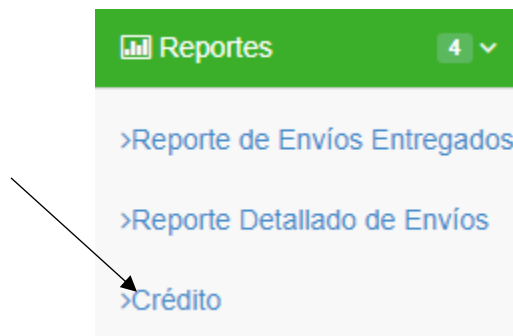 Reportes 4
>Reporte de Envíos Entregados
>Reporte Detallado de Envíos
>Crédito